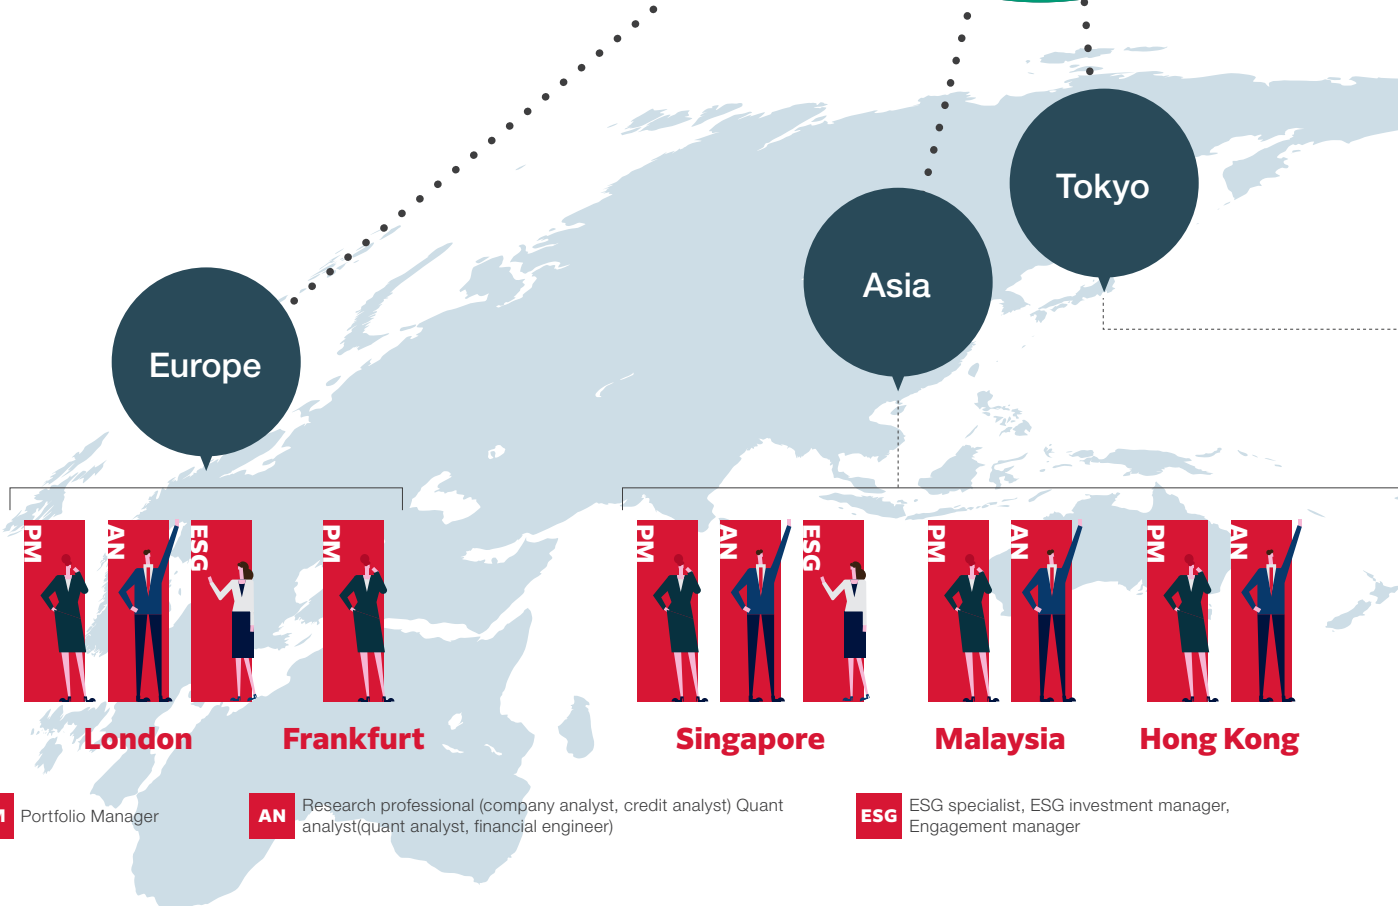 Tokyo
Asia
Europe
PM AN ESG PM PM AN ESG PM AN PM AN
London Frankfurt Singapore Malaysia Hong Kong
Portfolio Manager
AN Research professional (company analyst, credit analyst) Quant
analyst(quant analyst, financial engineer)
ESG ESG specialist, ESG investment manager,
Engagement manager